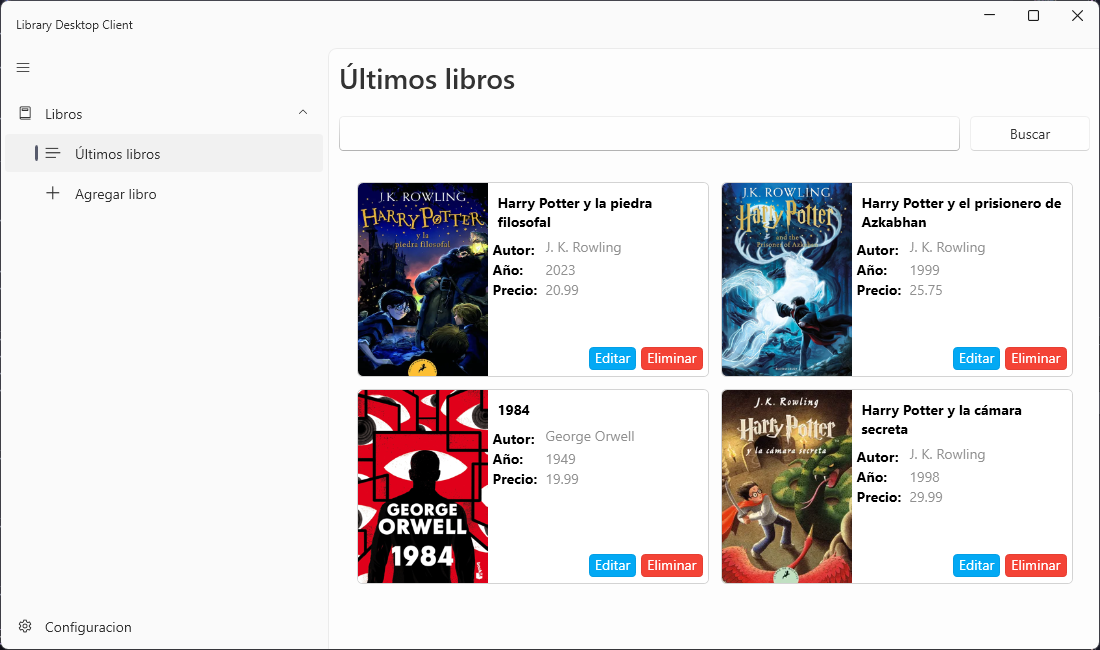 Library Desktop Client
Libros
Últimos libros
Agregar libro
Configuracion
Últimos libros
Buscar
J.K. ROWLING
HARRY POTTER
y la
piedra filosofal
Harry Potter y la piedra
filosofal
Autor: J. K. Rowling
Año: 2023
Precio: 20.99
Editar Eliminar
J.K. ROWLING
Harry Potter
and the
Prisoner of Azkaban
Harry Potter y el prisionero de
Azkabhan
Autor: J. K. Rowling
Año: 1999
Precio: 25.75
Editar Eliminar
GEORGE
ORWELL
1984
1984
Autor: George Orwell
Año: 1949
Precio: 19.99
Editar Eliminar
J.K. Rowling
Harry Potter
y la cámara secreta
Harry Potter y la cámara
secreta
Autor: J. K. Rowling
Año: 1998
Precio: 29.99
Editar Eliminar